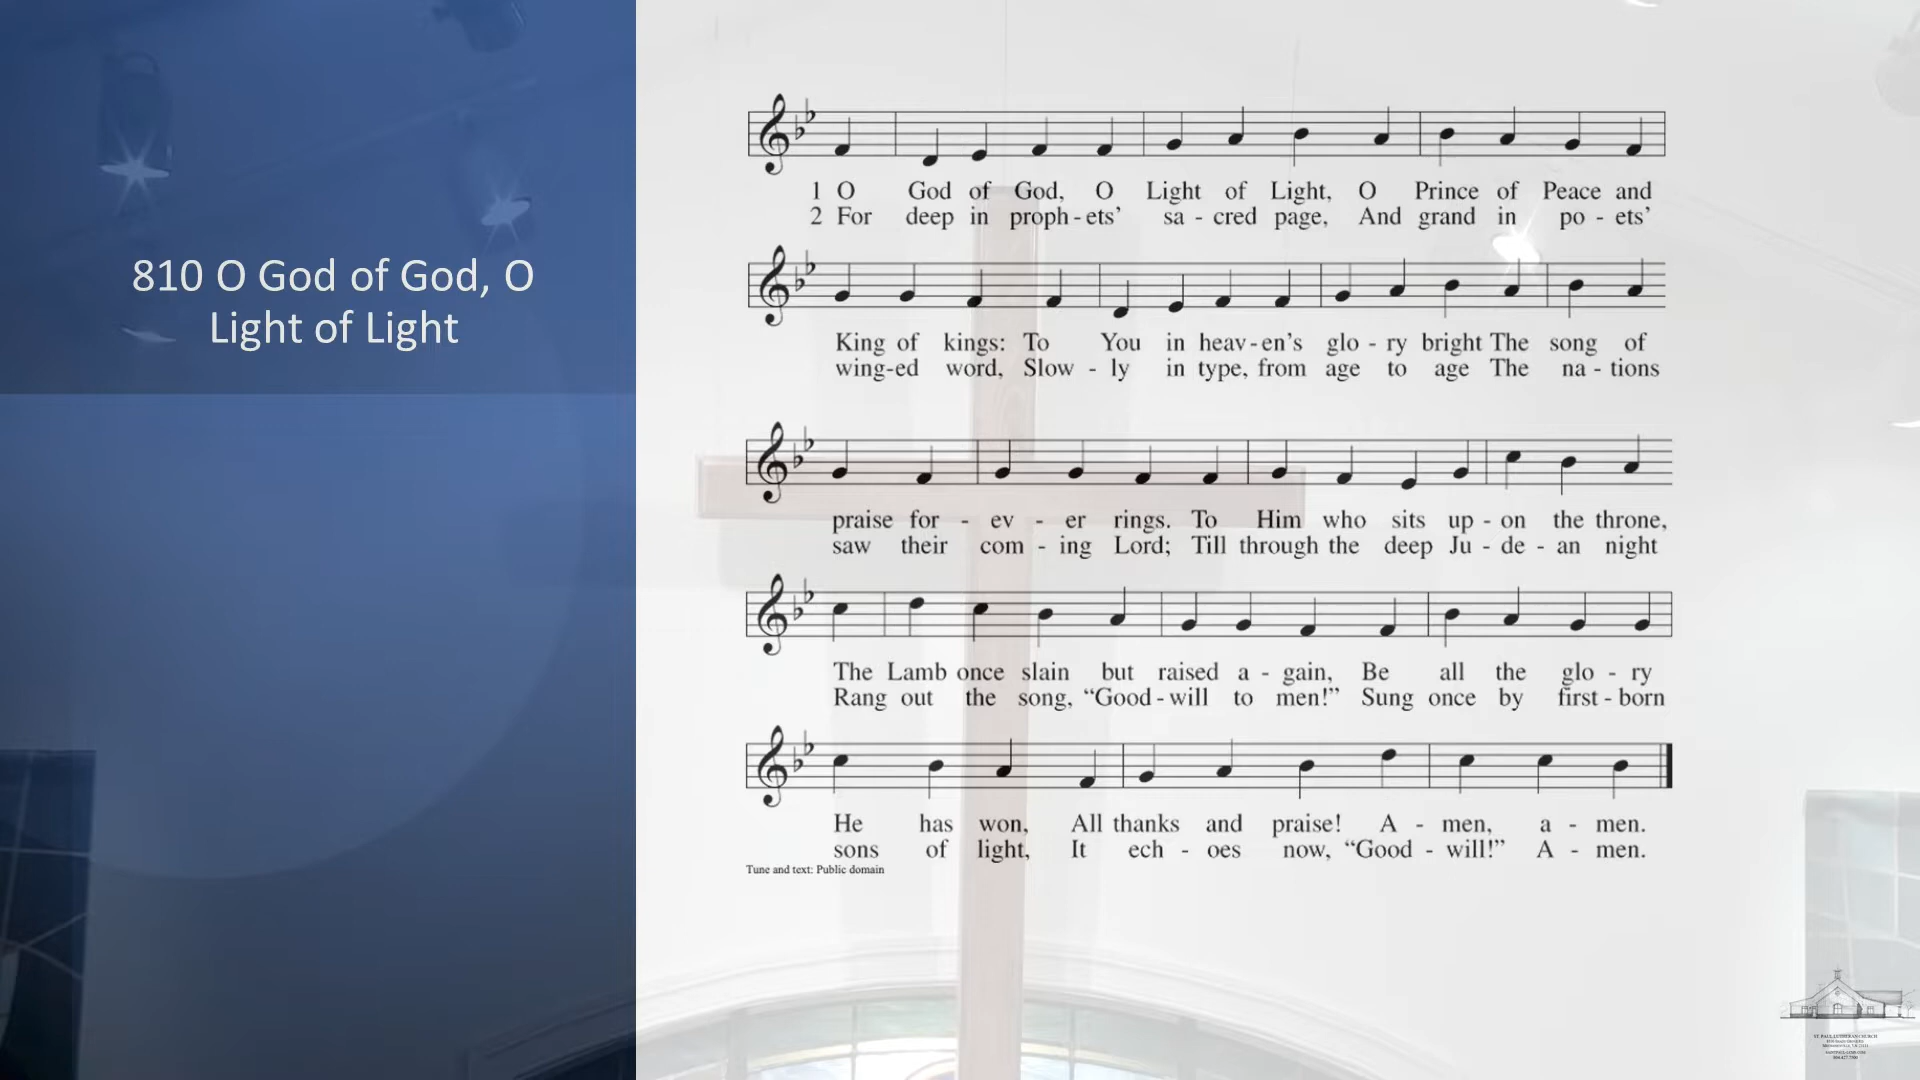 810 O God of God, O
Light of Light
1 O God of God, O Light of Light, O Prince of Peace and
2 For deep in proph - ets' sa - cred page, And grand in po - ets'
King of kings: To You in heav - en's glo - ry bright The song of
wing-ed word, Slow - ly in type, from age to age The na - tions
praise for - ev - er rings. To Him who sits up - on the throne,
saw their com - ing Lord; Till through the deep Ju - de - an night
The Lamb once slain but raised a - gain, Be all the glo - ry
Rang out the song, “Good - will to men!” Sung once by first - born
He has won, All thanks and praise! A - men, a - men.
sons of light, It ech - oes now, “Good - will!” A - men.
Tune and text: Public domain
ST. PAUL LUTHERAN CHURCH